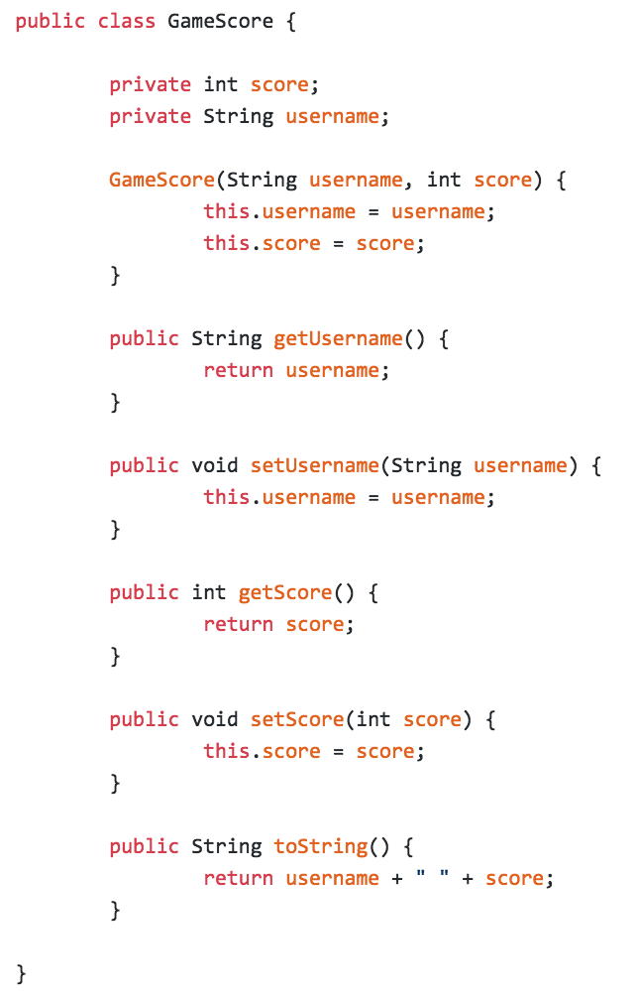 public class GameScore {
private int score;
private String username;
GameScore(String username, int score) {
this.username = username;
this.score = score;
}
public String getUsername() {
return username;
}
public void setUsername(String username) {
this.username = username;
}
public int getScore() {
return score;
}
public void setScore(int score) {
this.score = score;
}
public String toString() {
return username + " " + score;
}
}